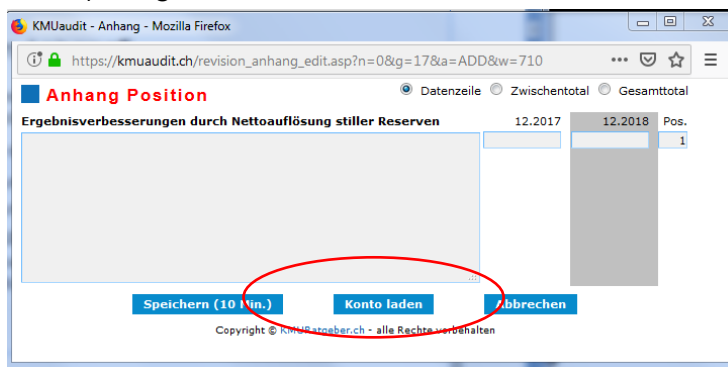 KMUaudit - Anhang - Mozilla Firefox
https://kmuaudit.ch/revision_anhang_edit.asp?n=0&g=17&a=ADD&w=710
Anhang Position
Datenzeile Zwischentotal Gesamttotal
Ergebnisverbesserungen durch Nettoauflösung stiller Reserven 12.2017 12.2018 Pos.
1
Speichern (10 Min.) Konto laden Abbrechen
Copyright © KMURatgeber.ch - alle Rechte vorbehalten